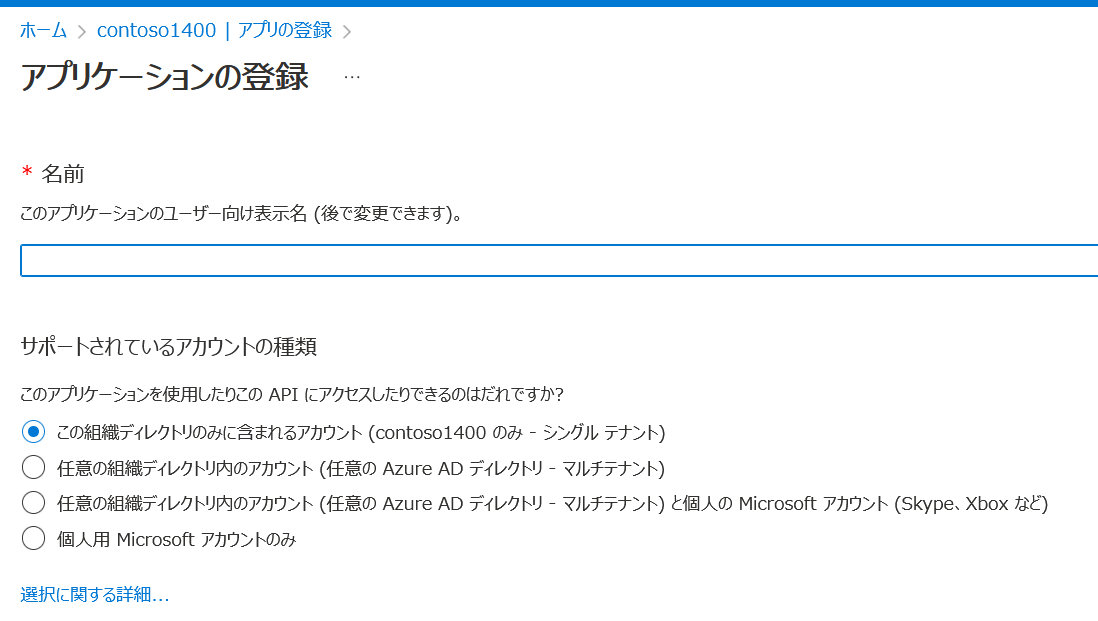 ホーム > contoso1400 | アプリの登録 >
アプリケーションの登録 ...
* 名前
このアプリケーションのユーザー向け表示名 (後で変更できます)。
サポートされているアカウントの種類
このアプリケーションを使用したりこの API にアクセスしたりできるのはだれですか?
この組織ディレクトリのみに含まれるアカウント (contoso1400 のみ - シングル テナント)
任意の組織ディレクトリ内のアカウント (任意の Azure AD ディレクトリ - マルチテナント)
任意の組織ディレクトリ内のアカウント (任意の Azure AD ディレクトリ - マルチテナント) と個人の Microsoft アカウント (Skype、Xbox など)
個人用 Microsoft アカウントのみ
選択に関する詳細...